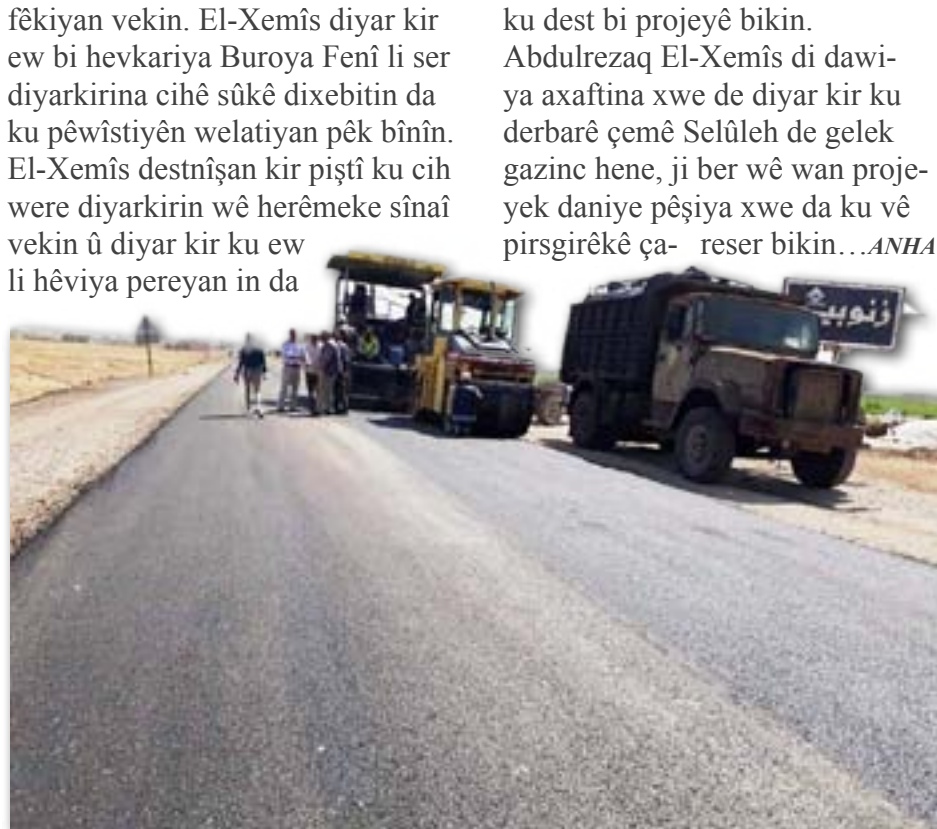 fêkiyan vekin. El-Xemîs diyar kir
ew bi hevkariya Buroya Fenî li ser
diyarkirina cihê sûkê dixebitin da
ku pêwîstiyên welatiyan pêk bînîn.
El-Xemîs destnîşan kir piştî ku cih
were diyarkirin wê herêmeke sînaî
vekin û diyar kir ku ew
li hêviya pereyan in da
ku dest bi projeyê bikin.
Abdulrezaq El-Xemîs di dawi-
ya axaftina xwe de diyar kir ku
derbarê çemê Selûleh de gelek
gazinc hene, ji ber wê wan proje-
yek daniye pêşiya xwe da ku vê
pirsgirêkê ça- reser bikin…ANHA